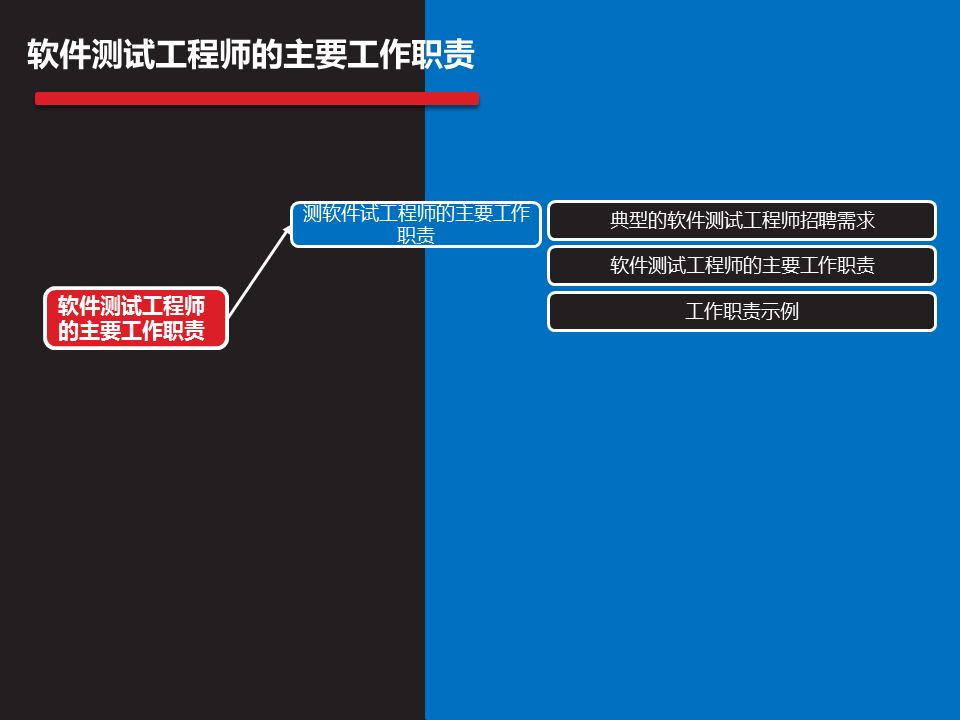 软件测试工程师的主要工作职责
测软件试工程师的主要工作
职责
典型的软件测试工程师招聘需求
软件测试工程师的主要工作职责
工作职责示例
软件测试工程师
的主要工作职责